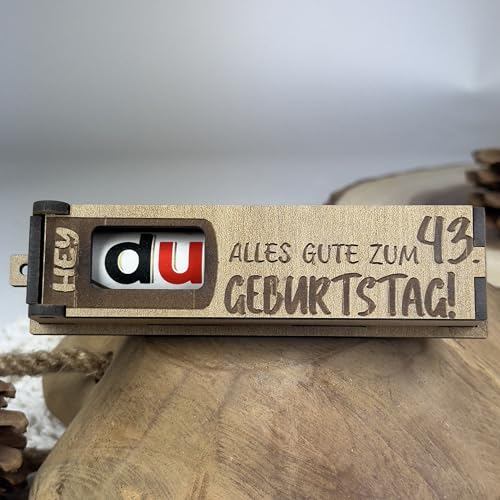 HEY
du
ALLES GUTE ZUM 43.
GEBURTSTAG!